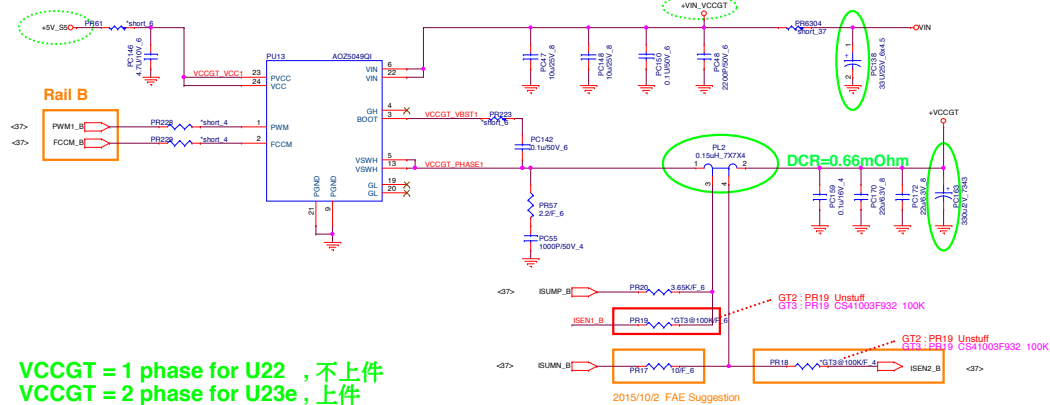 +VIN_VCCGT
+5V_S5
PR61
*short_6
PC146
4.7U/10V_6
PU13
AOZ5049QI
VCCGT_VCC1
23
24
PVCC
VCC
VIN
VIN
6
22
PC47
10u/25V_8
PC148
10u/25V_8
PC150
0.1U/50V_6
PC48
2200P/50V_6
PR6304
short_37
VIN
1
+
2
PC138
33U/25V_6x4.5
Rail B
<37>
PWM1_B
PR228
*short_4
1
PWM
<37>
FCCM_B
PR229
*short_4
2
FCCM
GH
4
BOOT
3
VCCGT_VBST1
PR223
*short_6
PC142
0.1u/50V_6
VSWH
VSWH
5
13
VCCGT_PHASE1
GL
GL
19
20
PGND
PGND
21
9
PR57
2.2/F_6
PC55
1000P/50V_4
PL2
0.15uH_7X7X4
1
2
3
4
DCR=0.66mOhm
+VCCGT
PC159
0.1u/16V_4
PC170
22u/6.3V_8
PC172
22u/6.3V_8
+
PC163
330u/2V_7343
<37>
ISUMP_B
PR20
3.65K/F_6
ISEN1_B
PR19
*GT3@100K/F_6
GT2 : PR19 Unstuff
GT3 : PR19 CS41003F932 100K
<37>
ISUMN_B
PR17
10/F_6
PR18
*GT3@100K/F_4
ISEN2_B
<37>
GT2 : PR19 Unstuff
GT3 : PR19 CS41003F932 100K
2015/10/2 FAE Suggestion
VCCGT = 1 phase for U22 , 不上件
VCCGT = 2 phase for U23e , 上件